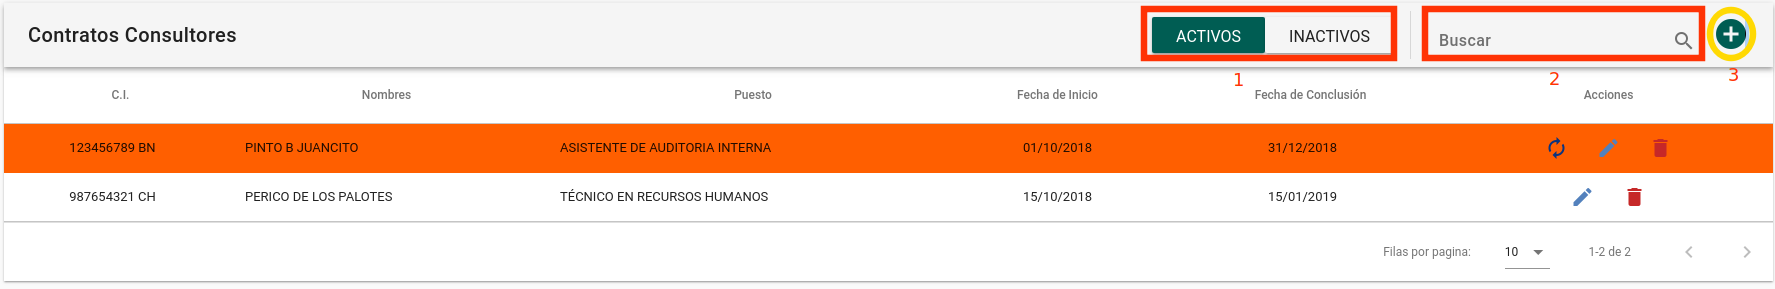 Contratos Consultores ACTIVOS INACTIVOS Buscar
1 2 3
C.I. Nombres Puesto Fecha de Inicio Fecha de Conclusión Acciones
123456789 BN PINTO B JUANCITO ASISTENTE DE AUDITORIA INTERNA 01/10/2018 31/12/2018
987654321 CH PERICO DE LOS PALOTES TÉCNICO EN RECURSOS HUMANOS 15/10/2018 15/01/2019
Filas por pagina: 10 1-2 de 2